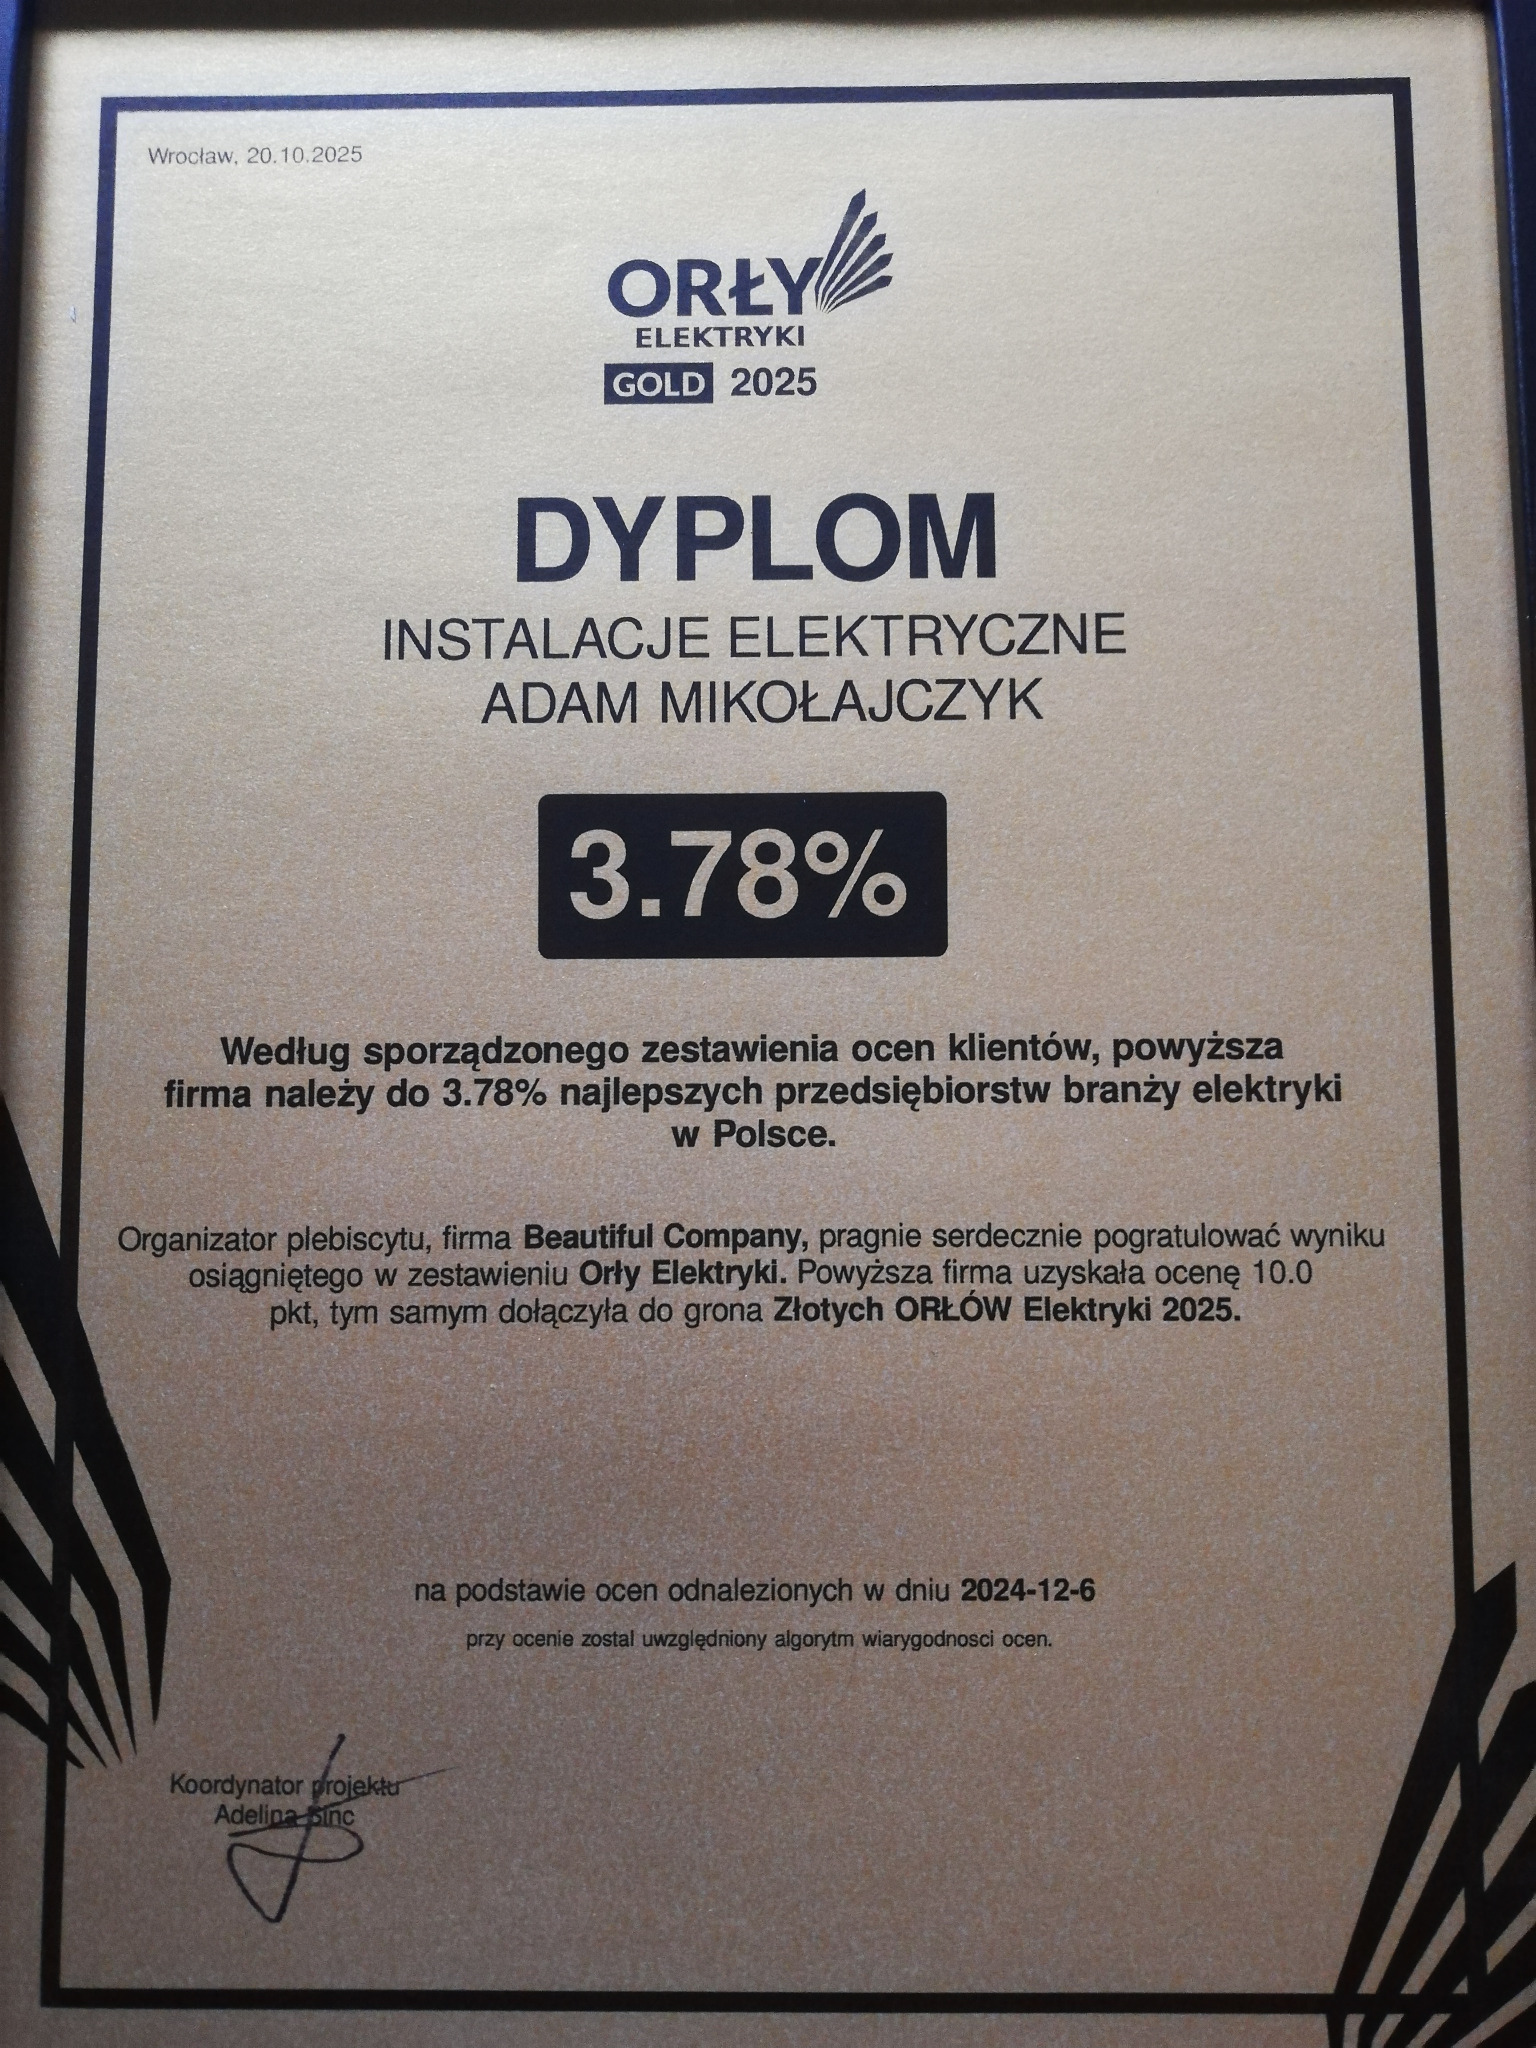 Wrocław, 20.10.2025
ORŁY
ELEKTRYKI
GOLD 2025
DYPLOM
INSTALACJE ELEKTRYCZNE
ADAM MIKOŁAJCZYK
3.78%
Według sporządzonego zestawienia ocen klientów, powyższa
firma należy do 3.78% najlepszych przedsiębiorstw branży elektryki
w Polsce.
Organizator plebiscytu, firma Beautiful Company, pragnie serdecznie pogratulować wyniku
osiągniętego w zestawieniu Orły Elektryki. Powyższa firma uzyskała ocenę 10.0
pkt, tym samym dołączyła do grona Złotych ORŁÓW Elektryki 2025.
na podstawie ocen odnalezionych w dniu 2024-12-6
przy ocenie zostal uwzględniony algorytm wiarygodnosci ocen.
Koordynator projektu
Adelina